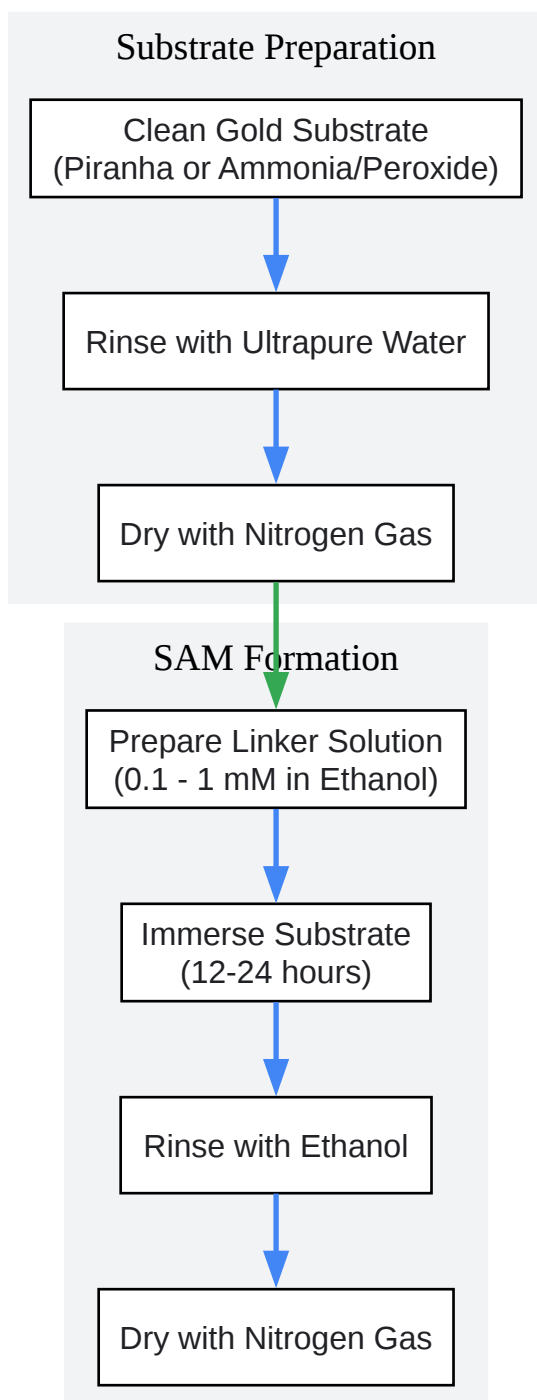 Substrate Preparation
Clean Gold Substrate
(Piranha or Ammonia/Peroxide)
Rinse with Ultrapure Water
Dry with Nitrogen Gas
SAM Formation
Prepare Linker Solution
(0.1 - 1 mM in Ethanol)
Immerse Substrate
(12-24 hours)
Rinse with Ethanol
Dry with Nitrogen Gas